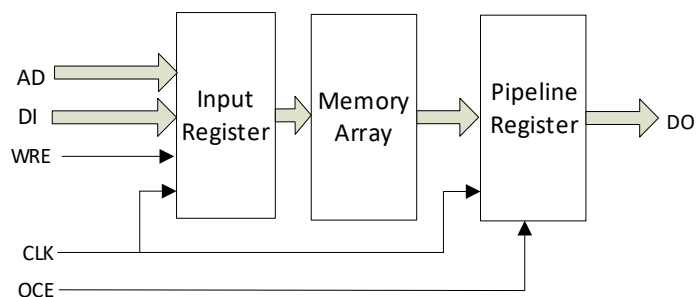 AD
DI
WRE
CLK
OCE
Input
Register
Memory
Array
Pipeline
Register
DO